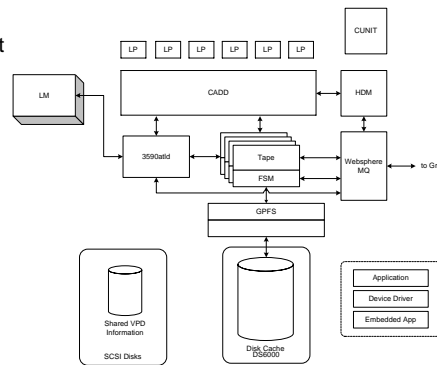 t
LP LP LP LP LP LP
CUNIT
LM
CADD
HDM
3590atld
Tape
FSM
Websphere
MQ
to Gr
GPFS
Shared VPD
Information
SCSI Disks
Disk Cache
DS6000
Application
Device Driver
Embedded App